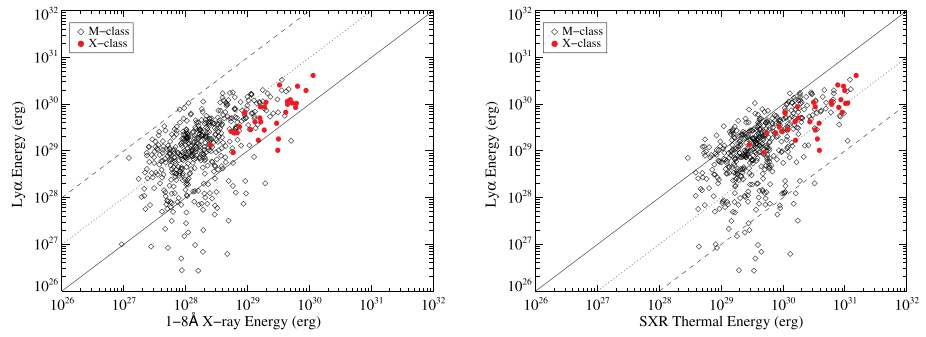 10^32
10^31
10^30
10^29
10^28
10^27
10^26
Lyα Energy (erg)
M−class
X−class
10^26 10^27 10^28 10^29 10^30 10^31 10^32
1−8Å X−ray Energy (erg)
10^32
10^31
10^30
10^29
10^28
10^27
10^26
Lyα Energy (erg)
M−class
X−class
10^26 10^27 10^28 10^29 10^30 10^31 10^32
SXR Thermal Energy (erg)